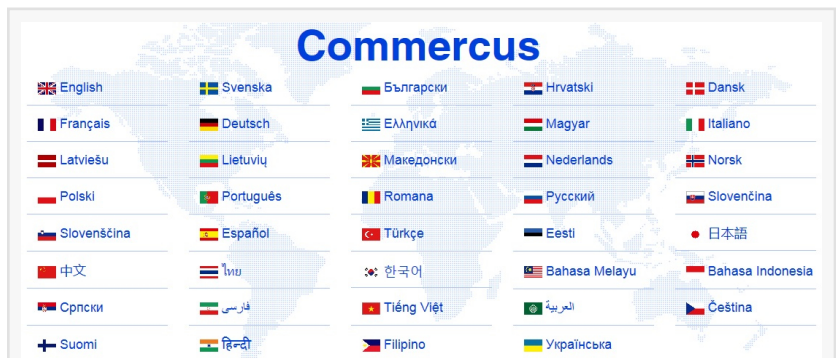 Commercus
English Svenska Български Hrvatski Dansk
Français Deutsch Ελληνικά Magyar Italiano
Latviešu Lietuvių Македонски Nederlands Norsk
Polski Português Romana Русский Slovenčina
Slovenščina Español Türkçe Eesti 日本語
中文 ไทย 한국어 Bahasa Melayu Bahasa Indonesia
Српски فارسی Tiếng Việt العربية Čeština
Suomi हिन्दी Filipino Українська